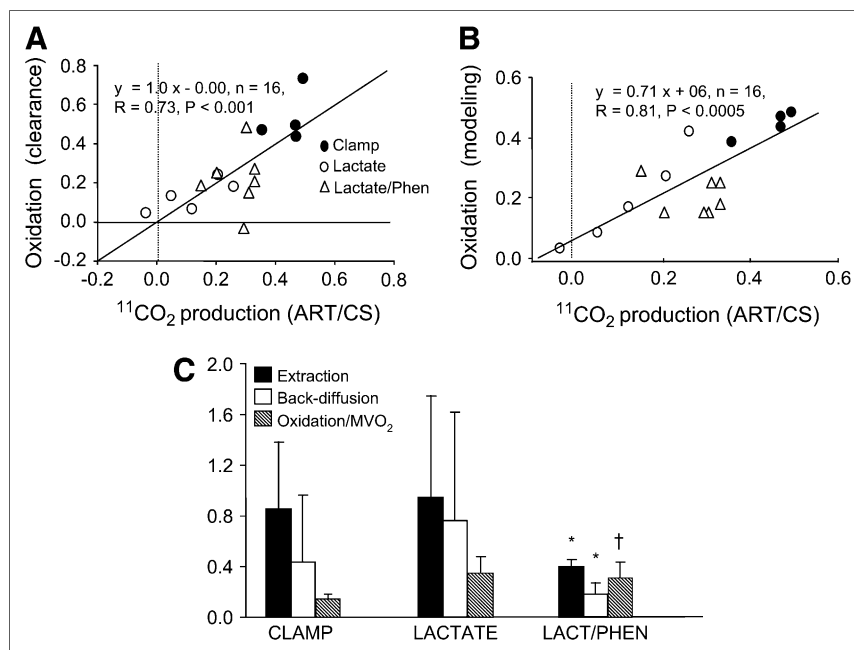 A
0.8
0.6
0.4
0.2
0.0
-0.2
Oxidation (clearance)
y = 1.0 x - 0.00, n = 16,
R = 0.73, P < 0.001
Clamp
Lactate
Lactate/Phen
-0.2 0.0 0.2 0.4 0.6 0.8
¹¹CO₂ production (ART/CS)
B
0.6
0.4
0.2
0.0
Oxidation (modeling)
y = 0.71 x + 06, n = 16,
R = 0.81, P < 0.0005
0.0 0.2 0.4 0.6
¹¹CO₂ production (ART/CS)
C
2.0
1.6
1.2
0.8
0.4
0.0
Extraction
Back-diffusion
Oxidation/MVO₂
* * †
CLAMP LACTATE LACT/PHEN